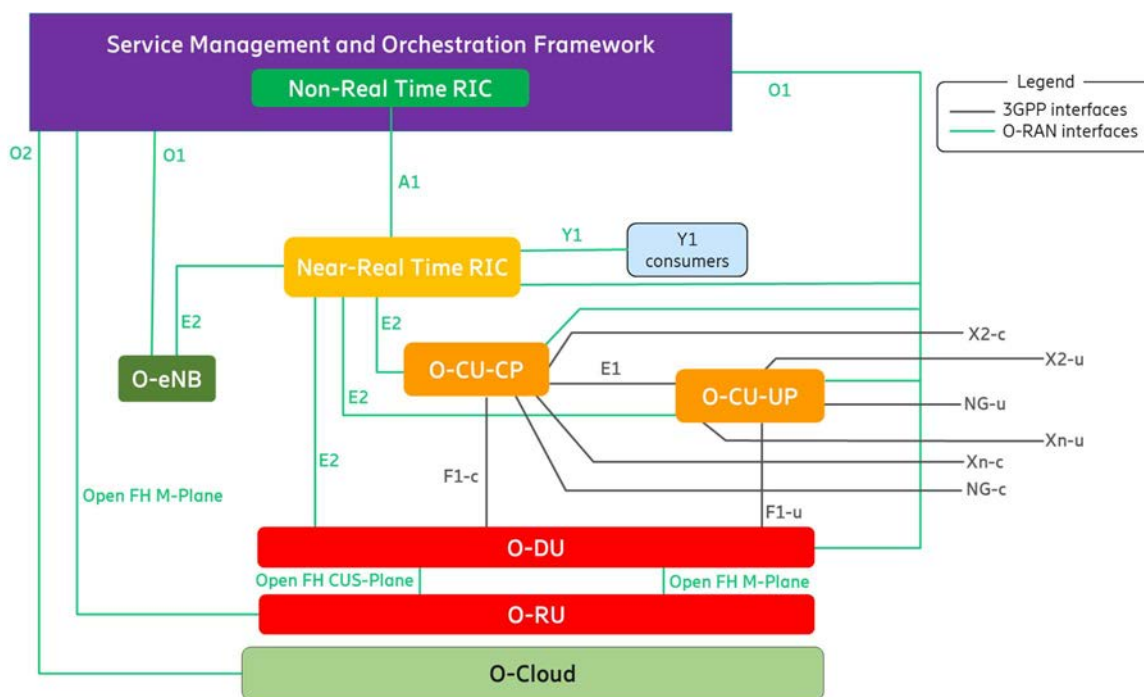 Service Management and Orchestration Framework
Non-Real Time RIC
O1
Legend
3GPP interfaces
O-RAN interfaces
O2
O1
A1
Y1
Y1
consumers
Near-Real Time RIC
E2
E2
X2-c
O-eNB
O-CU-CP
E1
X2-u
E2
O-CU-UP
NG-u
Xn-u
E2
F1-c
Xn-c
NG-c
Open FH M-Plane
F1-u
O-DU
Open FH CUS-Plane
Open FH M-Plane
O-RU
O-Cloud